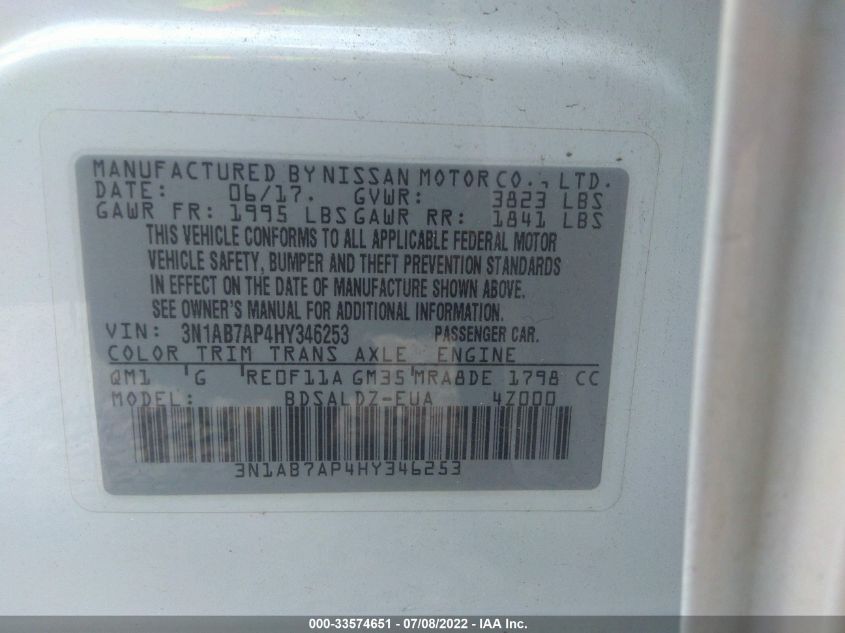 MANUFACTURED BY NISSAN MOTOR CO., LTD.
DATE: 06/17. GVWR: 3823 LBS
GAWR FR: 1995 LBS GAWR RR: 1841 LBS
THIS VEHICLE CONFORMS TO ALL APPLICABLE FEDERAL MOTOR
VEHICLE SAFETY, BUMPER AND THEFT PREVENTION STANDARDS
IN EFFECT ON THE DATE OF MANUFACTURE SHOWN ABOVE.
SEE OWNER'S MANUAL FOR ADDITIONAL INFORMATION.
VIN: 3N1AB7AP4HY346253 PASSENGER CAR.
COLOR TRIM TRANS AXLE ENGINE
QM1 G RE0F11A GM35 MRA8DE 1798 CC
MODEL: BDSALDZ-EUA 4Z000
3N1AB7AP4HY346253
000-33574651 - 07/08/2022 - IAA Inc.